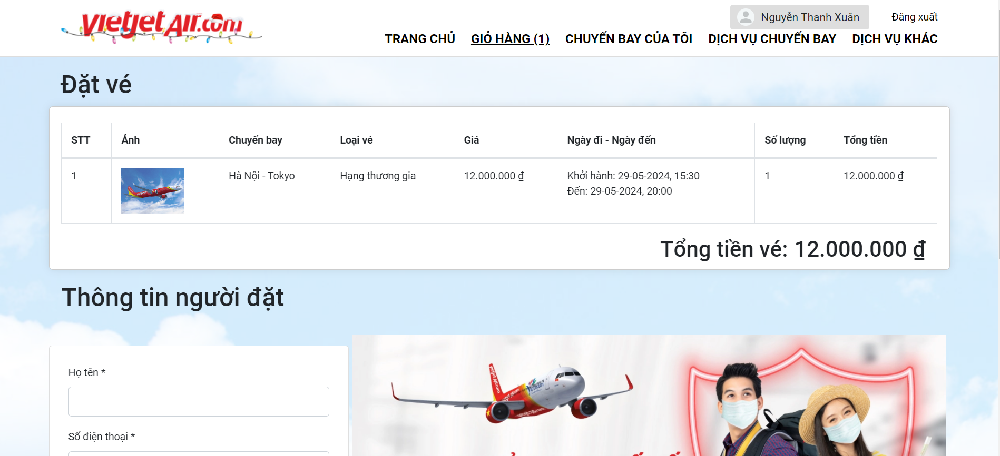 vietjetAir.com
Nguyễn Thanh Xuân
Đăng xuất
TRANG CHỦ GIỎ HÀNG (1) CHUYẾN BAY CỦA TÔI DỊCH VỤ CHUYẾN BAY DỊCH VỤ KHÁC
Đặt vé
STT Ảnh Chuyến bay Loại vé Giá Ngày đi - Ngày đến Số lượng Tổng tiền
1 Hà Nội - Tokyo Hạng thương gia 12.000.000 ₫ Khởi hành: 29-05-2024, 15:30 1 12.000.000 ₫
Đến: 29-05-2024, 20:00
Tổng tiền vé: 12.000.000 ₫
Thông tin người đặt
Họ tên *
Số điện thoại *
vietjetAir.com